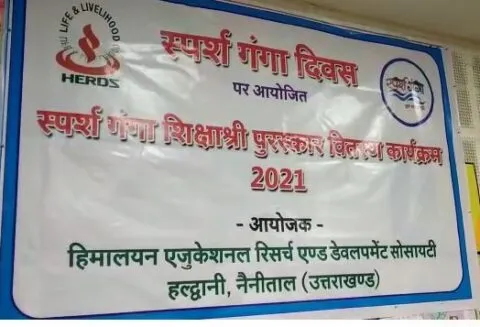 LIFE & LIVELIHOOD
HERDS
स्पर्श गंगा दिवस
स्पर्श गंगा
पर आयोजित
स्पर्श गंगा शिक्षाश्री पुरस्कार वितरण कार्यक्रम
2021
- आयोजक -
हिमालयन एजुकेशनल रिसर्च एण्ड डेवलपमेंट सोसायटी
हल्द्वानी, नैनीताल (उत्तराखण्ड)